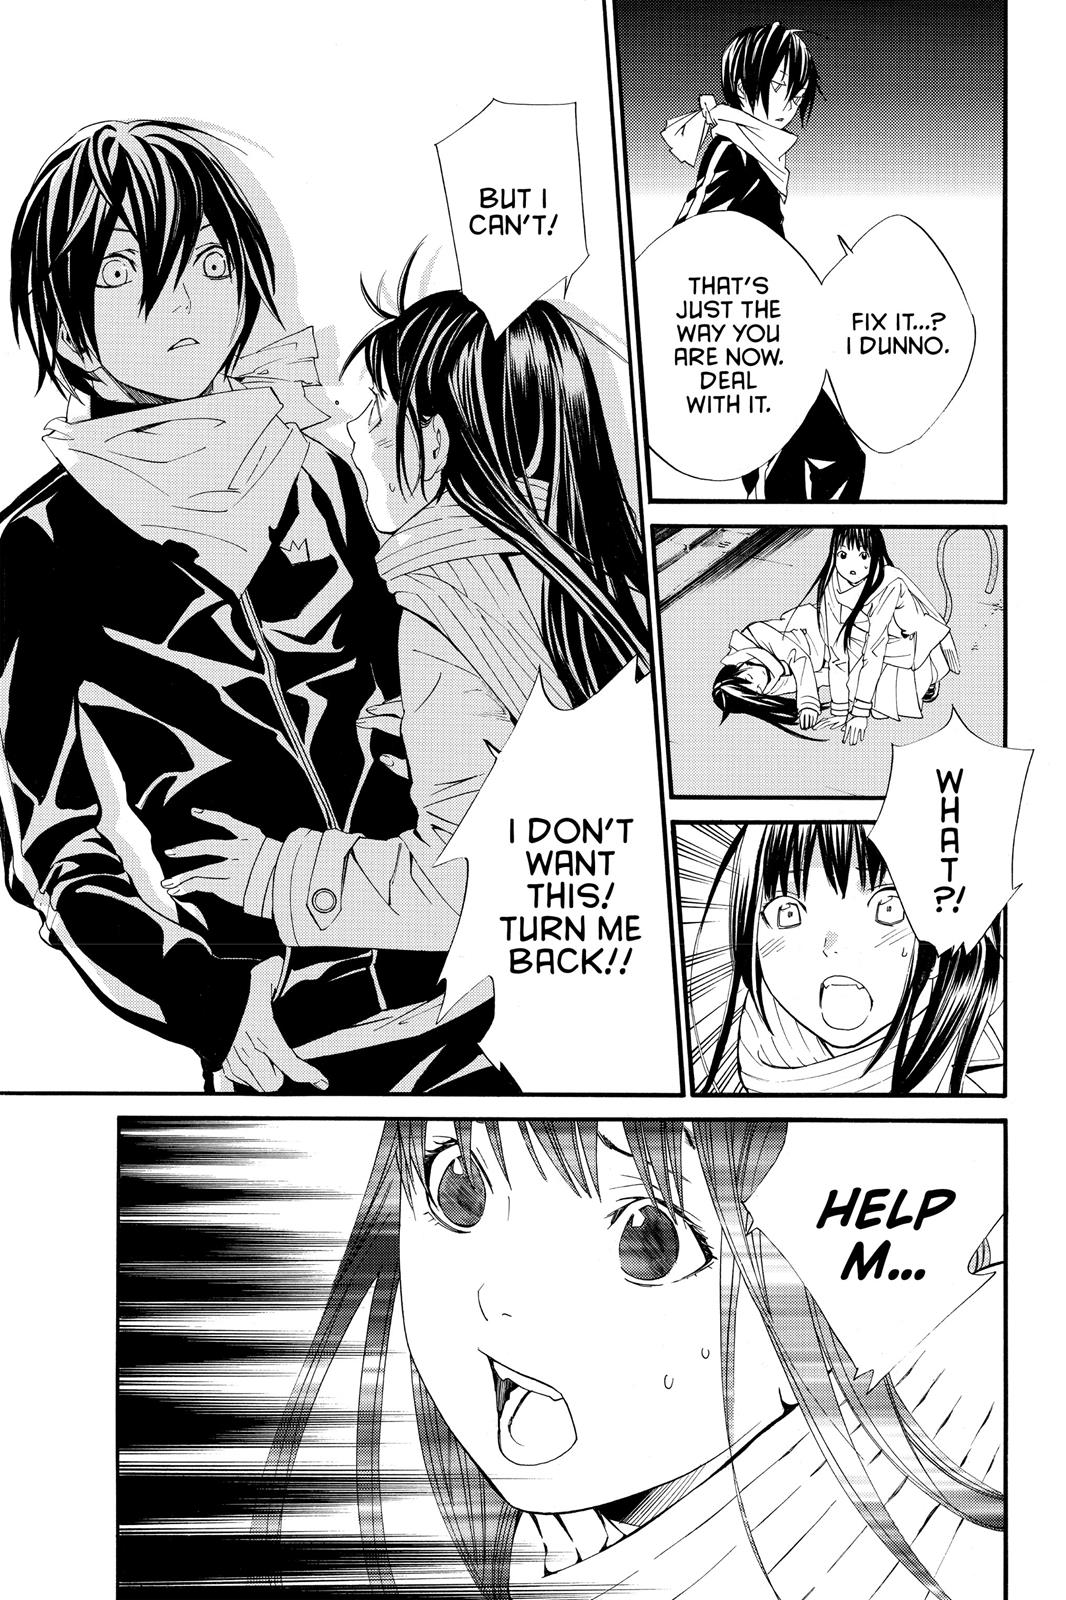 FIX IT...?
I DUNNO.
THAT'S
JUST THE
WAY YOU
ARE NOW.
DEAL
WITH IT.
WHAT?!
BUT I
CAN'T!
I DON'T
WANT
THIS!
TURN ME
BACK!!
HELP
M...